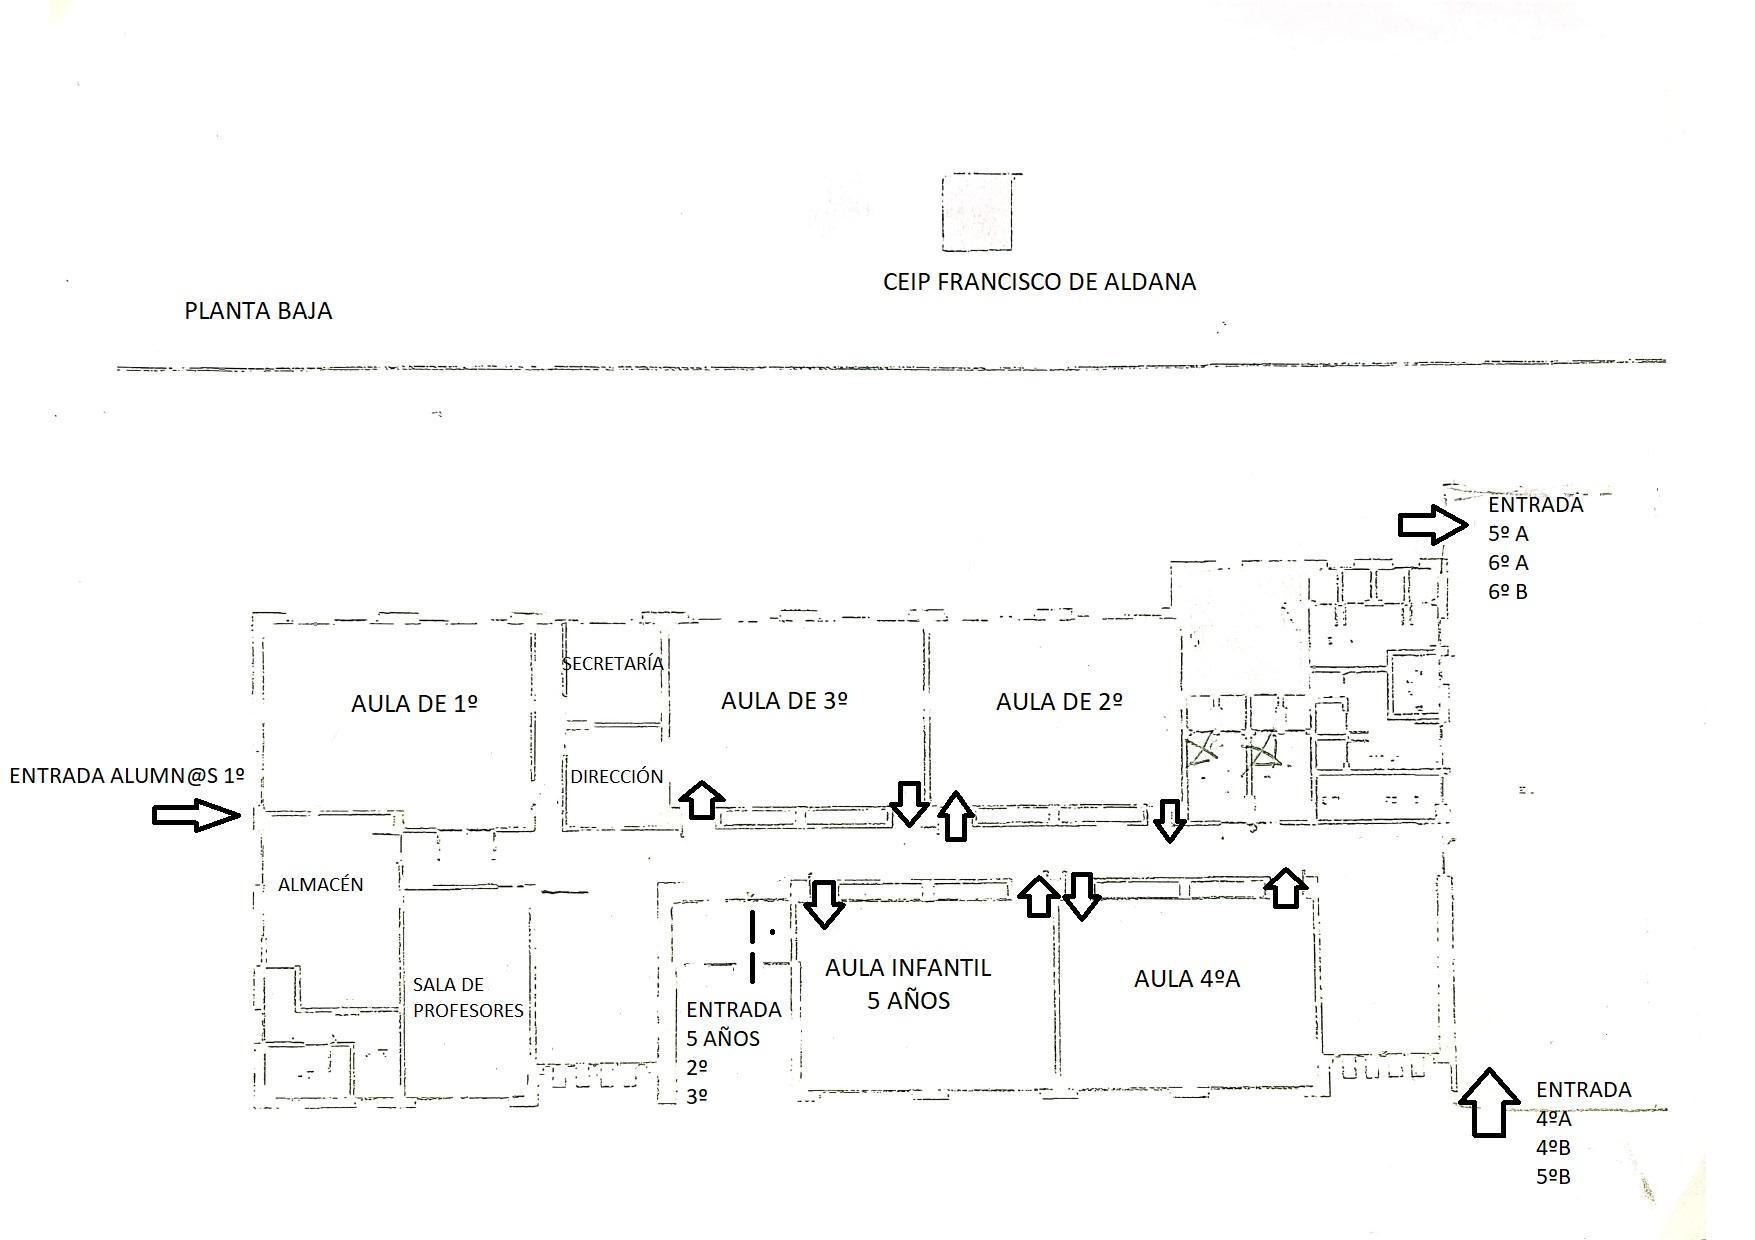 CEIP FRANCISCO DE ALDANA
PLANTA BAJA
ENTRADA
5º A
6º A
6º B
SECRETARÍA
AULA DE 1º
AULA DE 3º
AULA DE 2º
DIRECCIÓN
ENTRADA ALUMN@S 1º
ALMACÉN
SALA DE
PROFESORES
ENTRADA
5 AÑOS
2º
3º
AULA INFANTIL
5 AÑOS
AULA 4ºA
ENTRADA
4ºA
4ºB
5ºB